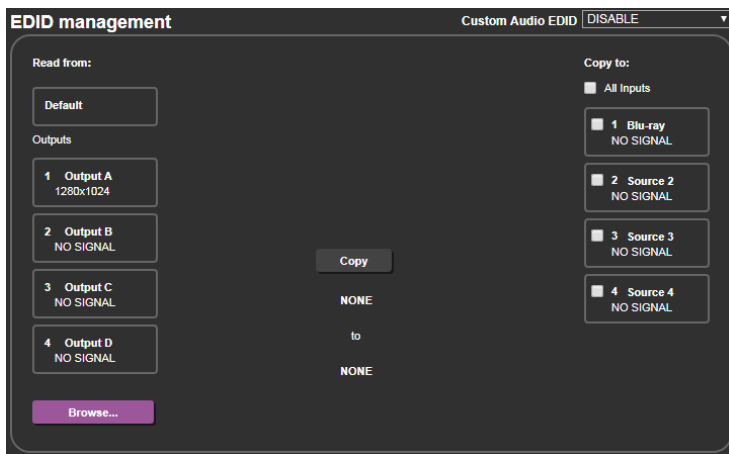 EDID management
Custom Audio EDID DISABLE
Read from:
Default
Outputs
1 Output A
1280x1024
2 Output B
NO SIGNAL
3 Output C
NO SIGNAL
4 Output D
NO SIGNAL
Browse...
Copy
NONE
to
NONE
Copy to:
All Inputs
1 Blu-ray
NO SIGNAL
2 Source 2
NO SIGNAL
3 Source 3
NO SIGNAL
4 Source 4
NO SIGNAL